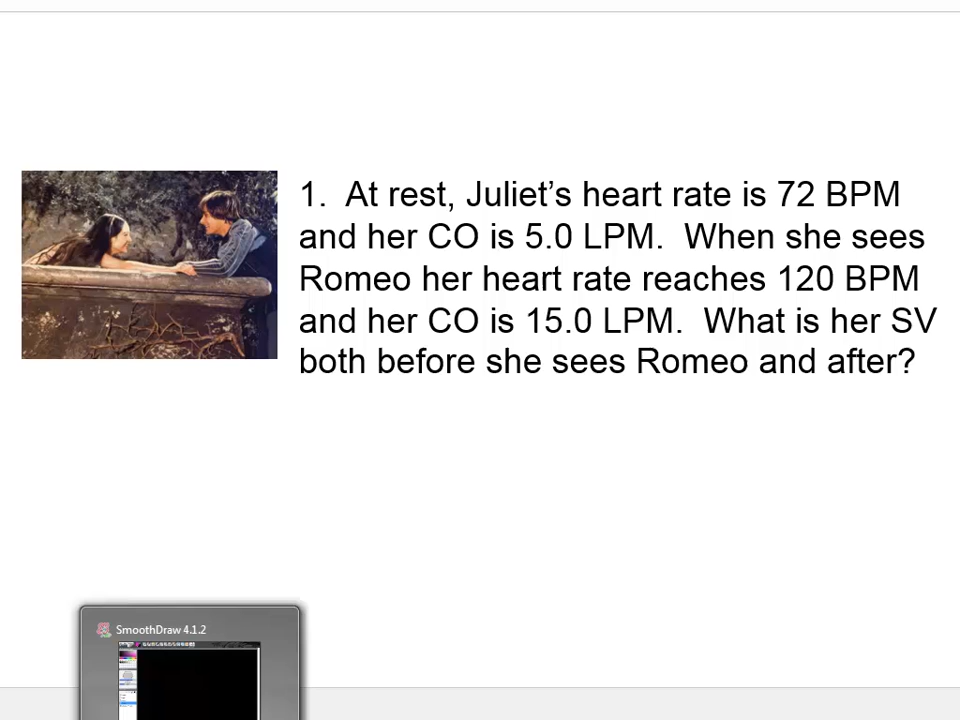 1. At rest, Juliet’s heart rate is 72 BPM
and her CO is 5.0 LPM. When she sees
Romeo her heart rate reaches 120 BPM
and her CO is 15.0 LPM. What is her SV
both before she sees Romeo and after?
SmoothDraw 4.1.2